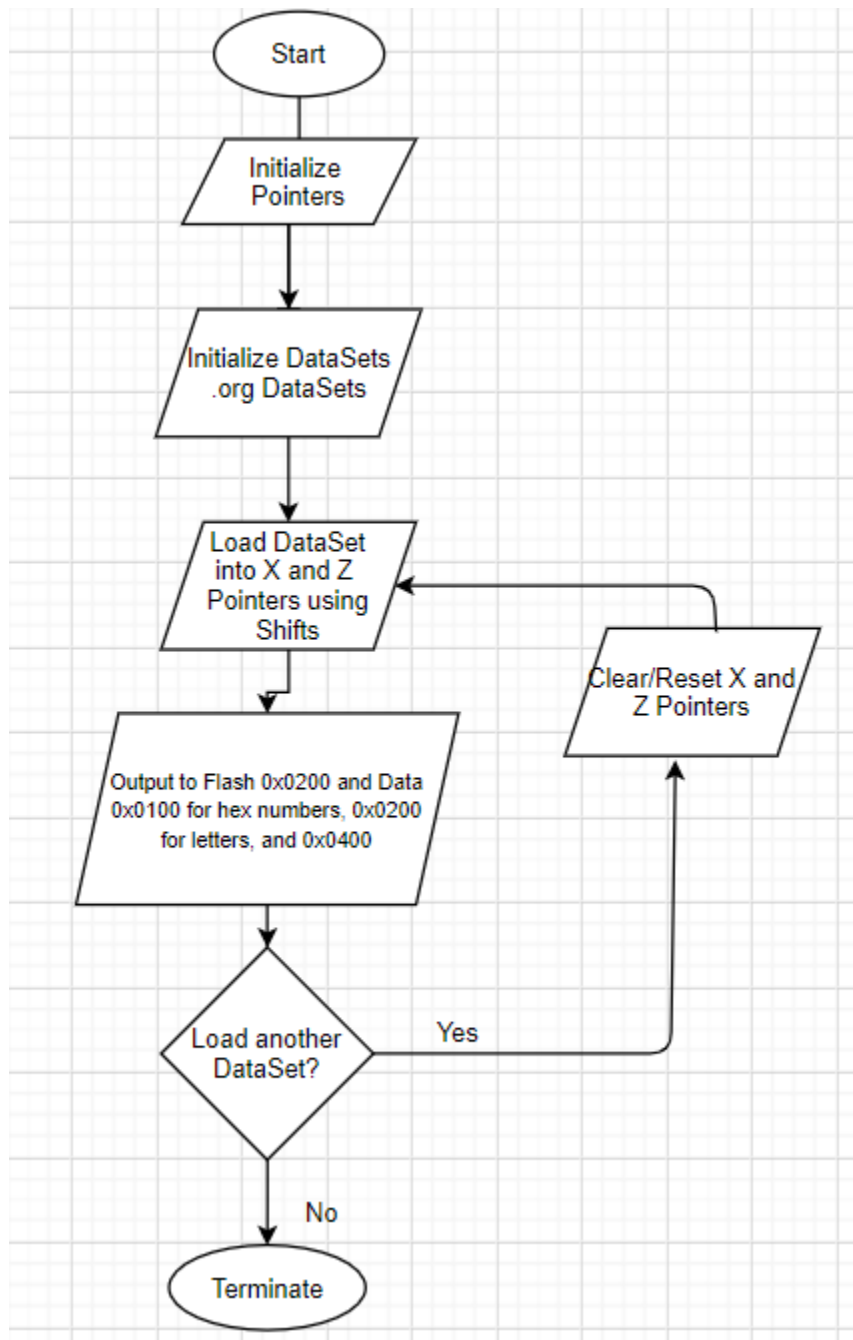 Start
Initialize
Pointers
Initialize DataSets
.org DataSets
Load DataSet
into X and Z
Pointers using
Shifts
Clear/Reset X and
Z Pointers
Output to Flash 0x0200 and Data
0x0100 for hex numbers, 0x0200
for letters, and 0x0400
Load another
DataSet?
Yes
No
Terminate